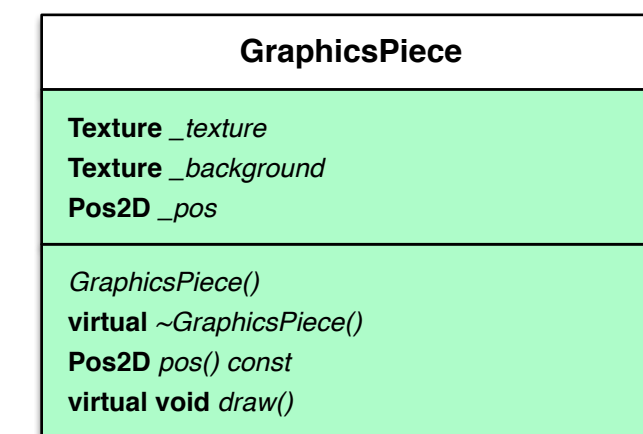 GraphicsPiece
Texture _texture
Texture _background
Pos2D _pos
GraphicsPiece()
virtual ~GraphicsPiece()
Pos2D pos() const
virtual void draw()